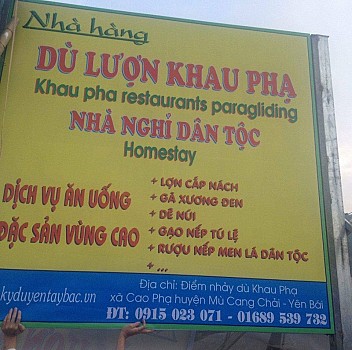 Nhà hàng
DÙ LƯỢN KHAU PHẠ
Khau pha restaurants paragliding
NHÀ NGHỈ DÂN TỘC
Homestay
DỊCH VỤ ĂN UỐNG
ĐẶC SẢN VÙNG CAO
+ LỢN CẮP NÁCH
+ GÀ XƯƠNG ĐEN
+ DÊ NÚI
+ GẠO NẾP TÚ LỆ
+ RƯỢU NẾP MEN LÁ DÂN TỘC
+ ...
kyduyentaybac.vn
Địa chỉ: Điểm nhảy dù Khau Phạ
xã Cao Phạ huyện Mù Cang Chải - Yên Bái
ĐT: 0915 023 071 - 01689 539 732